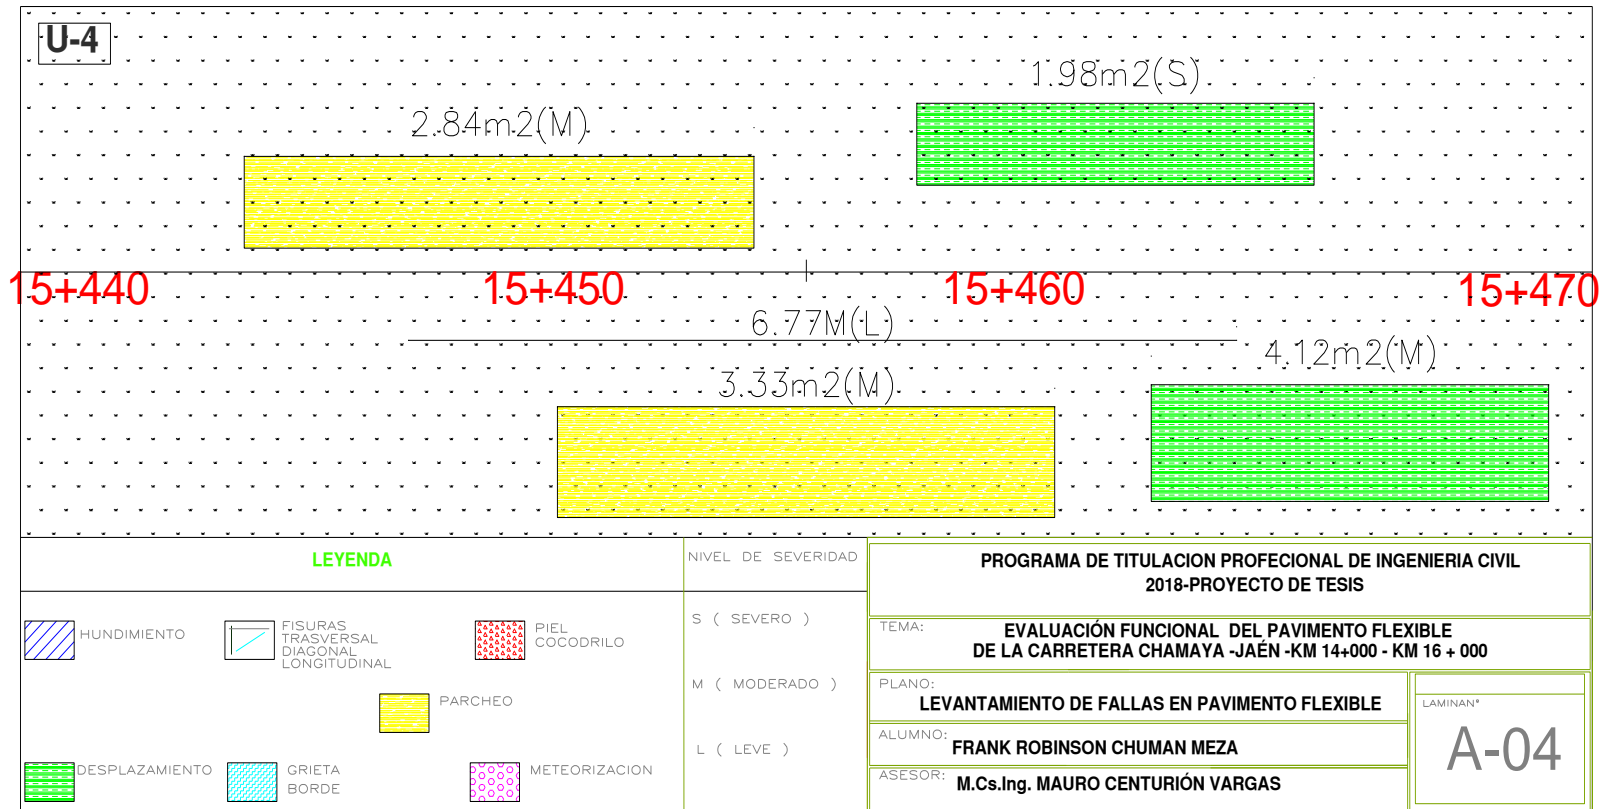 U-4
1.98m2(S)
2.84m2(M)
15+440
15+450
15+460
15+470
6.77M(L)
4.12m2(M)
3.33m2(M)
LEYENDA
HUNDIMIENTO
FISURAS
TRASVERSAL
DIAGONAL
LONGITUDINAL
PIEL
COCODRILO
PARCHEO
DESPLAZAMIENTO
GRIETA
BORDE
METEORIZACION
NIVEL DE SEVERIDAD
S ( SEVERO )
M ( MODERADO )
L ( LEVE )
PROGRAMA DE TITULACION PROFECIONAL DE INGENIERIA CIVIL
2018-PROYECTO DE TESIS
TEMA:
EVALUACIÓN FUNCIONAL DEL PAVIMENTO FLEXIBLE
DE LA CARRETERA CHAMAYA -JAÉN -KM 14+000 - KM 16 + 000
PLANO:
LEVANTAMIENTO DE FALLAS EN PAVIMENTO FLEXIBLE
ALUMNO:
FRANK ROBINSON CHUMAN MEZA
ASESOR:
M.Cs.Ing. MAURO CENTURIÓN VARGAS
LAMINAN°
A-04